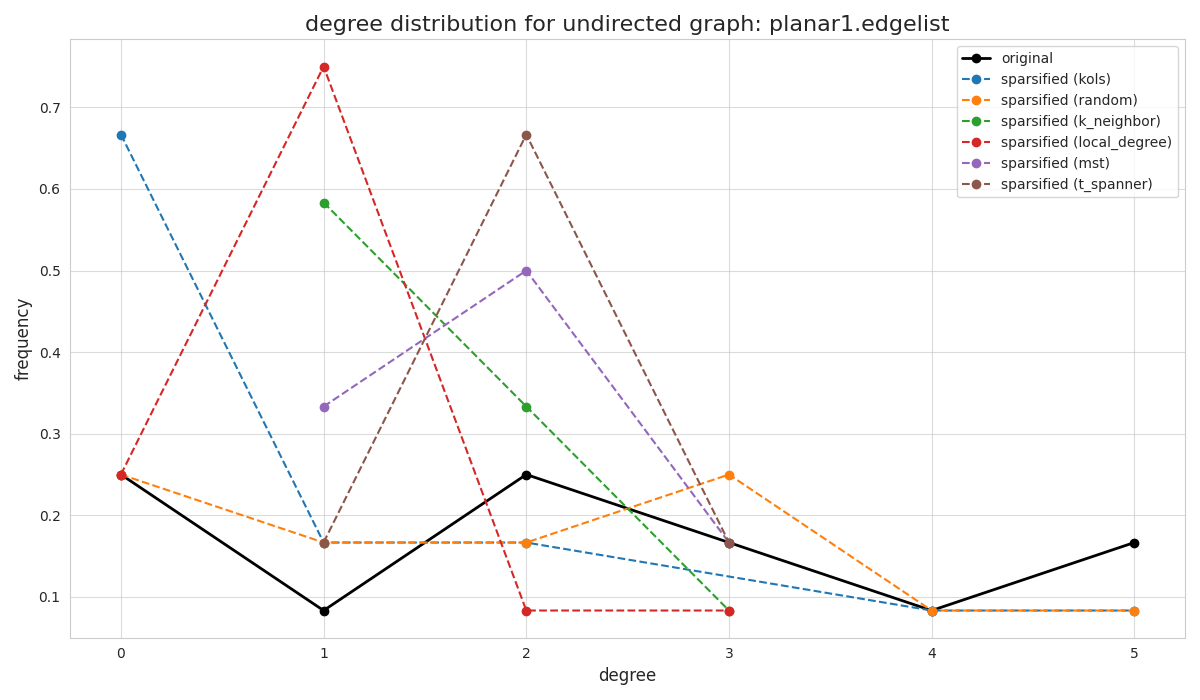 degree distribution for undirected graph: planar1.edgelist
original
sparsified (kols)
sparsified (random)
sparsified (k_neighbor)
sparsified (local_degree)
sparsified (mst)
sparsified (t_spanner)
frequency
0.7
0.6
0.5
0.4
0.3
0.2
0.1
0 1 2 3 4 5
degree